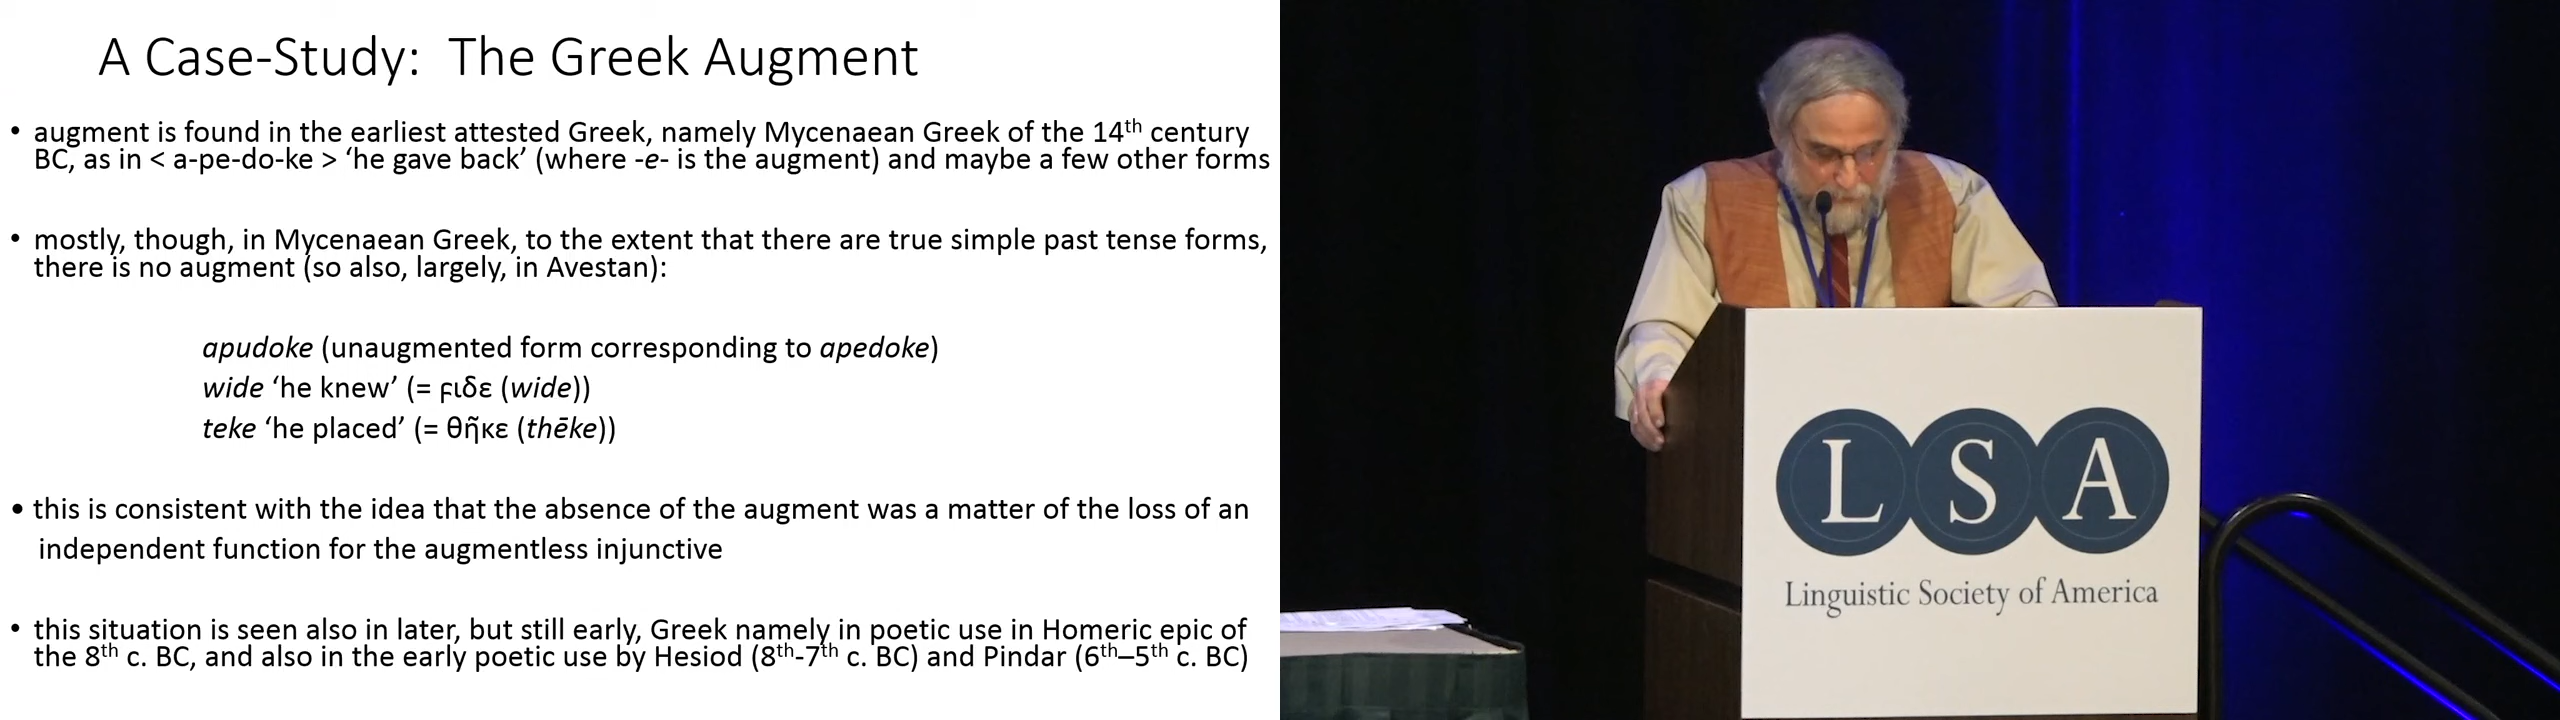 A Case-Study: The Greek Augment
• augment is found in the earliest attested Greek, namely Mycenaean Greek of the 14th century
BC, as in < a-pe-do-ke > ‘he gave back’ (where -e- is the augment) and maybe a few other forms
• mostly, though, in Mycenaean Greek, to the extent that there are true simple past tense forms,
there is no augment (so also, largely, in Avestan):
apudoke (unaugmented form corresponding to apedoke)
wide ‘he knew’ (= ϝιδε (wide))
teke ‘he placed’ (= θῆκε (thēke))
• this is consistent with the idea that the absence of the augment was a matter of the loss of an
independent function for the augmentless injunctive
• this situation is seen also in later, but still early, Greek namely in poetic use in Homeric epic of
the 8th c. BC, and also in the early poetic use by Hesiod (8th-7th c. BC) and Pindar (6th–5th c. BC)
LSA
Linguistic Society of America